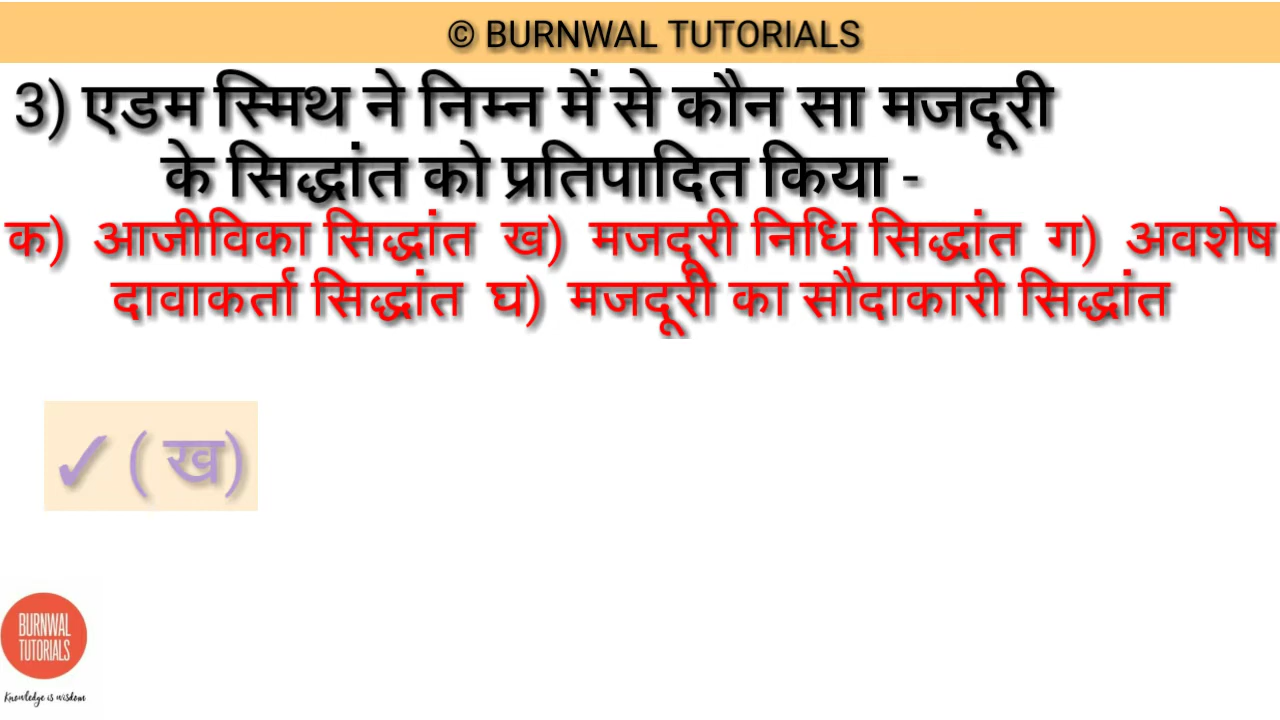 © BURNWAL TUTORIALS
3) एडम स्मिथ ने निम्न में से कौन सा मजदूरी
के सिद्धांत को प्रतिपादित किया -
क) आजीविका सिद्धांत ख) मजदूरी निधि सिद्धांत ग) अवशेष
दावाकर्ता सिद्धांत घ) मजदूरी का सौदाकारी सिद्धांत
✓ ( ख)
BURNWAL
TUTORIALS
Knowledge is wisdom